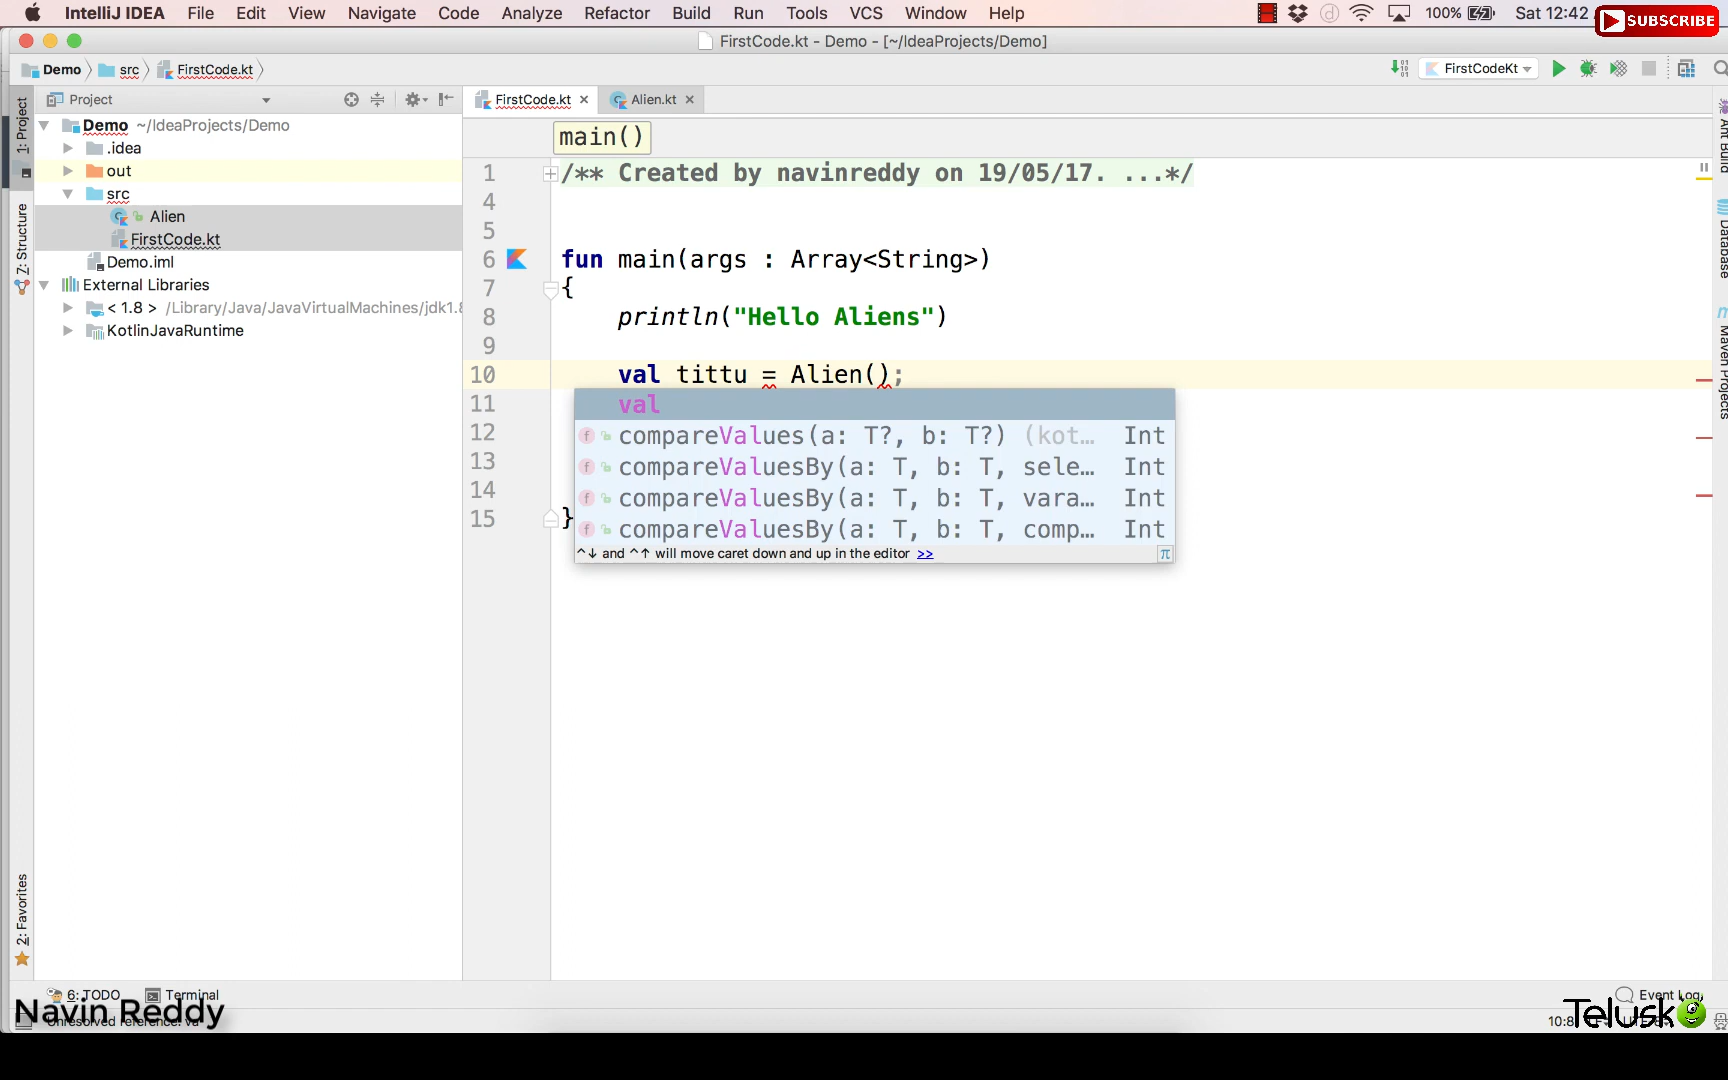 IntelliJ IDEA File Edit View Navigate Code Analyze Refactor Build Run Tools VCS Window Help 100% Sat 12:42
SUBSCRIBE
FirstCode.kt - Demo - [~/IdeaProjects/Demo]
Demo src FirstCode.kt
FirstCodeKt
Project
FirstCode.kt Alien.kt
1: Project
Z: Structure
2: Favorites
Demo ~/IdeaProjects/Demo
.idea
out
src
Alien
FirstCode.kt
Demo.iml
External Libraries
< 1.8 > /Library/Java/JavaVirtualMachines/jdk1.8
KotlinJavaRuntime
main()
1 /** Created by navinreddy on 19/05/17. ...*/
4
5
6 fun main(args : Array<String>)
7 {
8 println("Hello Aliens")
9
10 val tittu = Alien();
11
12
13
14
15 }
val
compareValues(a: T?, b: T?) (kot… Int
compareValuesBy(a: T, b: T, sele… Int
compareValuesBy(a: T, b: T, vara… Int
compareValuesBy(a: T, b: T, comp… Int
^↓ and ^↑ will move caret down and up in the editor >>
π
Ant Build
Database
Maven Projects
6: TODO Terminal
Event Log
Navin Reddy
Unresolved reference: va
10:8
Telusk